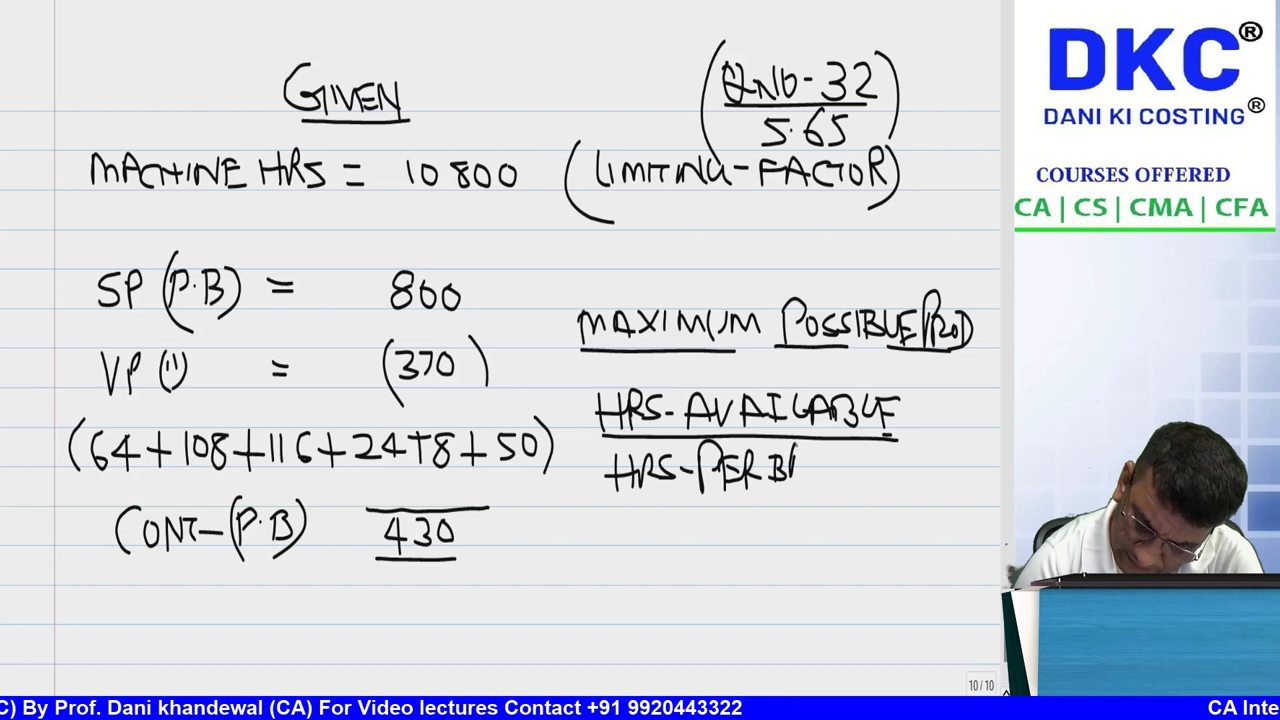 GIVEN
(Q.NO-32
5.65)
MACHINE HRS = 10800 (LIMITING-FACTOR)
SP (P.B) = 800
VP (") = (370)
(64+108+116+24+8+50)
CONT-(P.B) 430
MAXIMUM POSSIBLE PROD
HRS-AVAILABLE
HRS-PER B
10/10
DKC®
DANI KI COSTING®
COURSES OFFERED
CA | CS | CMA | CFA
C) By Prof. Dani khandewal (CA) For Video lectures Contact +91 9920443322
CA Inte